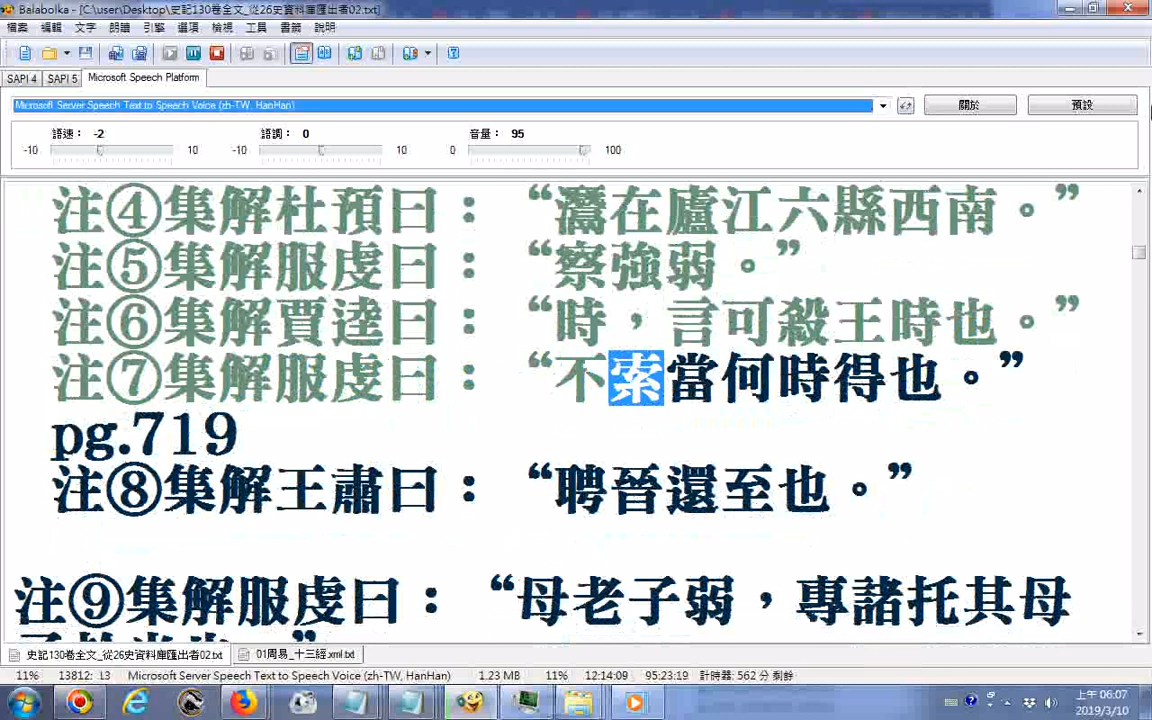 Balabolka - [C:\user\Desktop\史記130卷全文_從26史資料庫匯出者02.txt]
檔案 編輯 文字 朗讀 引擎 選項 檢視 工具 書籤 說明
SAPI 4 SAPI 5 Microsoft Speech Platform
Microsoft Server Speech Text to Speech Voice (zh-TW, HanHan)
關於 預設
語速： -2 語調： 0 音量： 95
-10 10 -10 10 0 100
注④集解杜預曰：“灊在廬江六縣西南。”
注⑤集解服虔曰：“察強弱。”
注⑥集解賈逵曰：“時，言可殺王時也。”
注⑦集解服虔曰：“不索當何時得也。”
pg.719
注⑧集解王肅曰：“聘晉還至也。”
注⑨集解服虔曰：“母老子弱，專諸托其母
史記130卷全文_從26史資料庫匯出者02.txt 01周易_十三經.xml.txt
11% 13812: 13 Microsoft Server Speech Text to Speech Voice (zh-TW, HanHan) 1.23 MB 11% 12:14:09 95:23:19 計時器: 562 分 剩餘
上午 06:07
2019/3/10